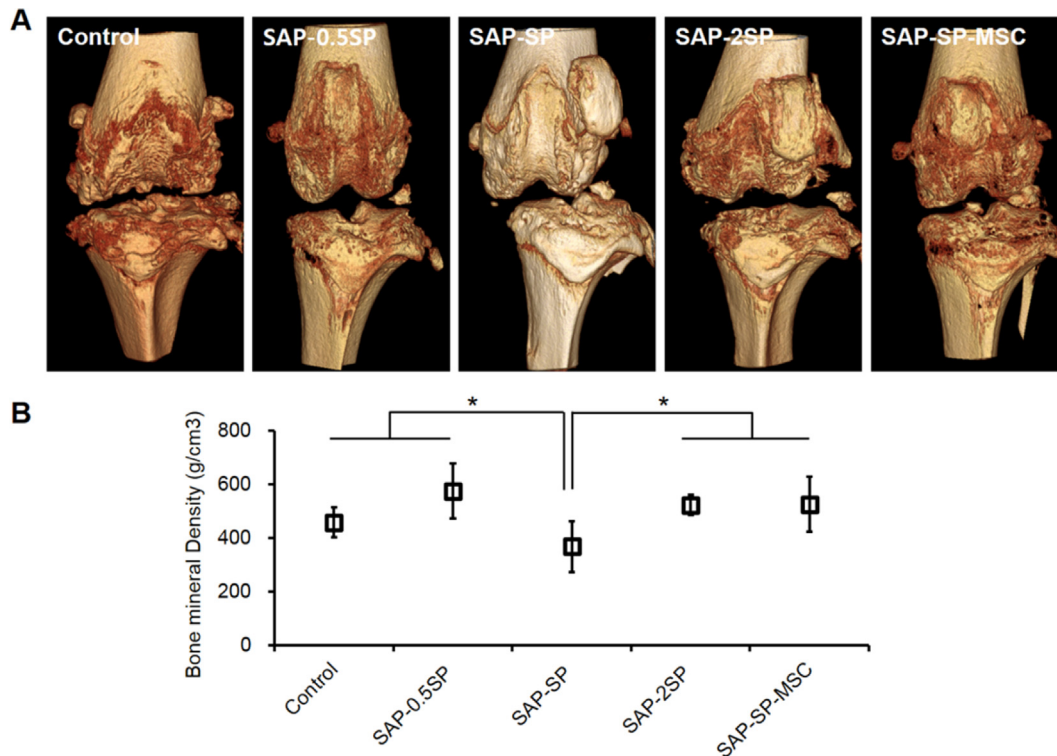 A
Control
SAP-0.5SP
SAP-SP
SAP-2SP
SAP-SP-MSC
B
*
*
Bone mineral Density (g/cm3)
800
600
400
200
0
Control
SAP-0.5SP
SAP-SP
SAP-2SP
SAP-SP-MSC